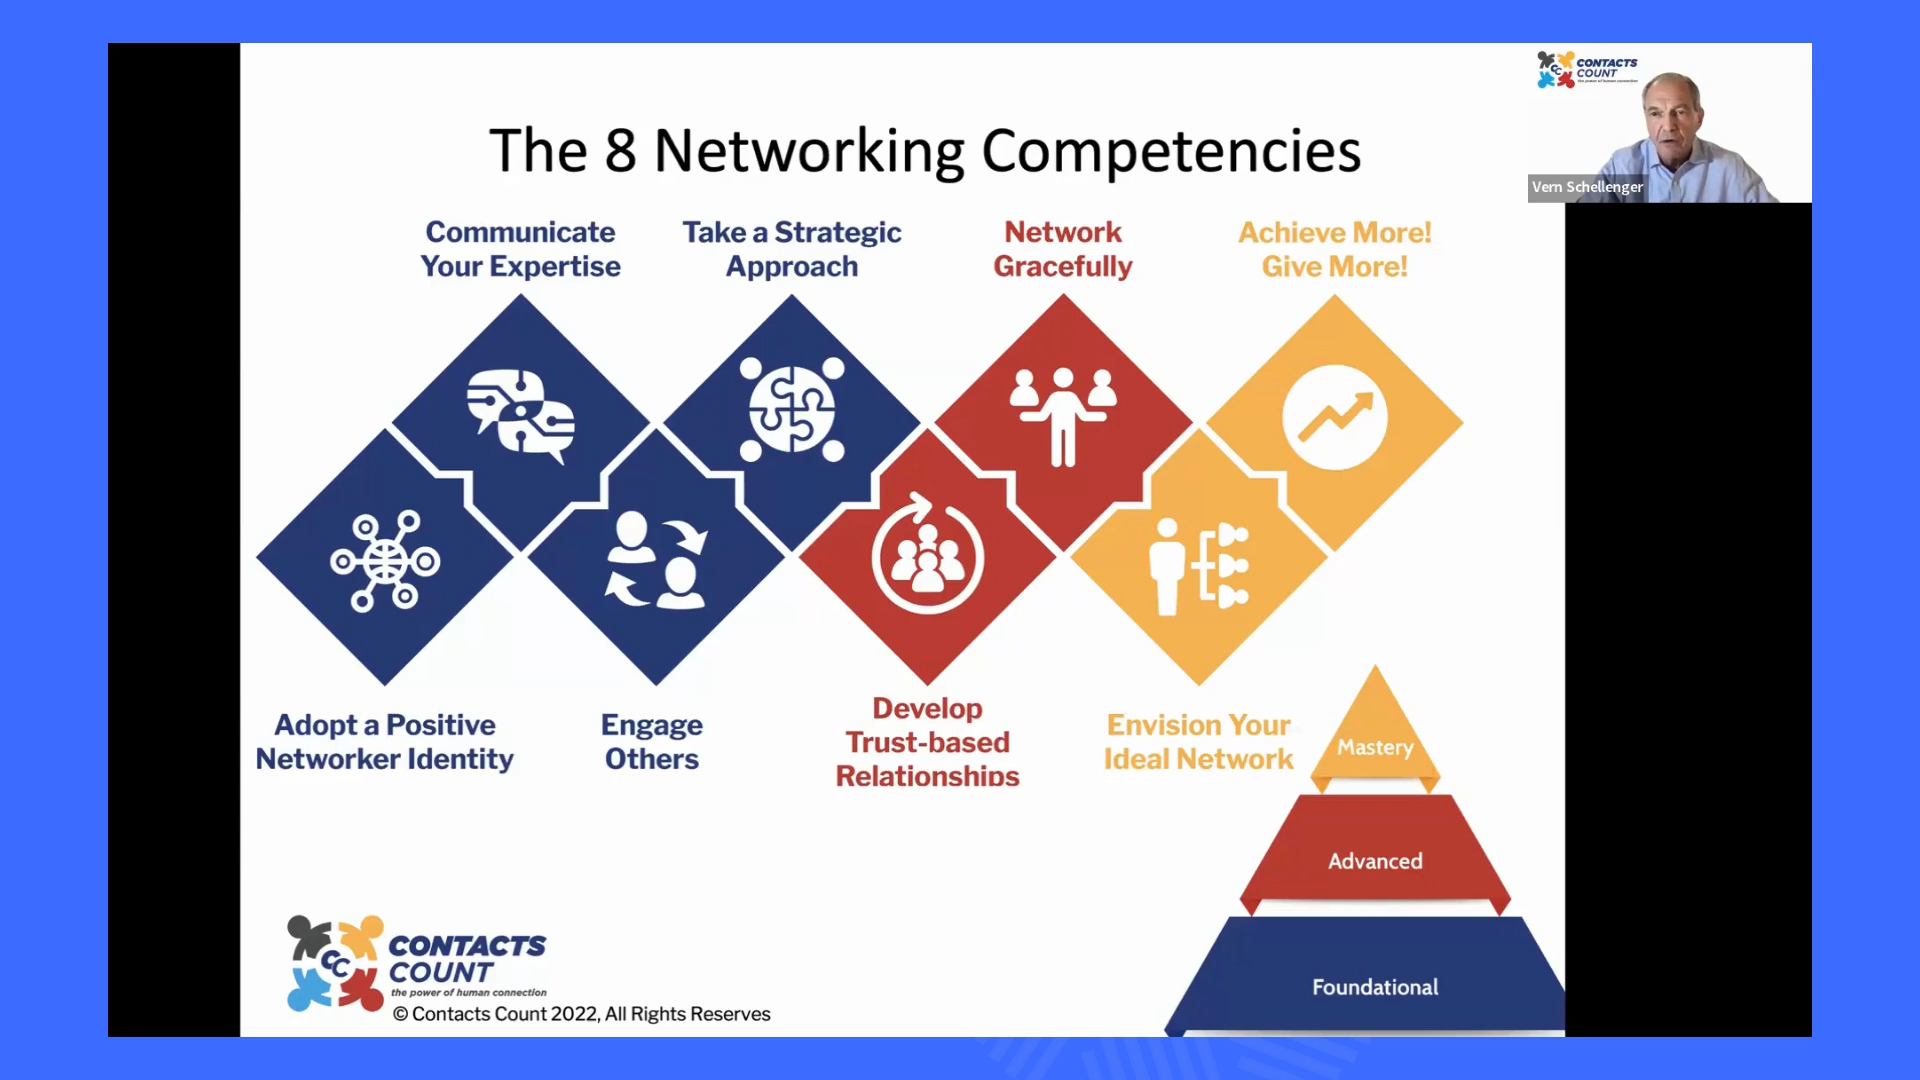 CONTACTS
COUNT
the power of human connection
Vern Schellenger
The 8 Networking Competencies
Communicate
Your Expertise
Take a Strategic
Approach
Network
Gracefully
Achieve More!
Give More!
Adopt a Positive
Networker Identity
Engage
Others
Develop
Trust-based
Relationships
Envision Your
Ideal Network
Mastery
Advanced
Foundational
CC
CONTACTS
COUNT
the power of human connection
© Contacts Count 2022, All Rights Reserves